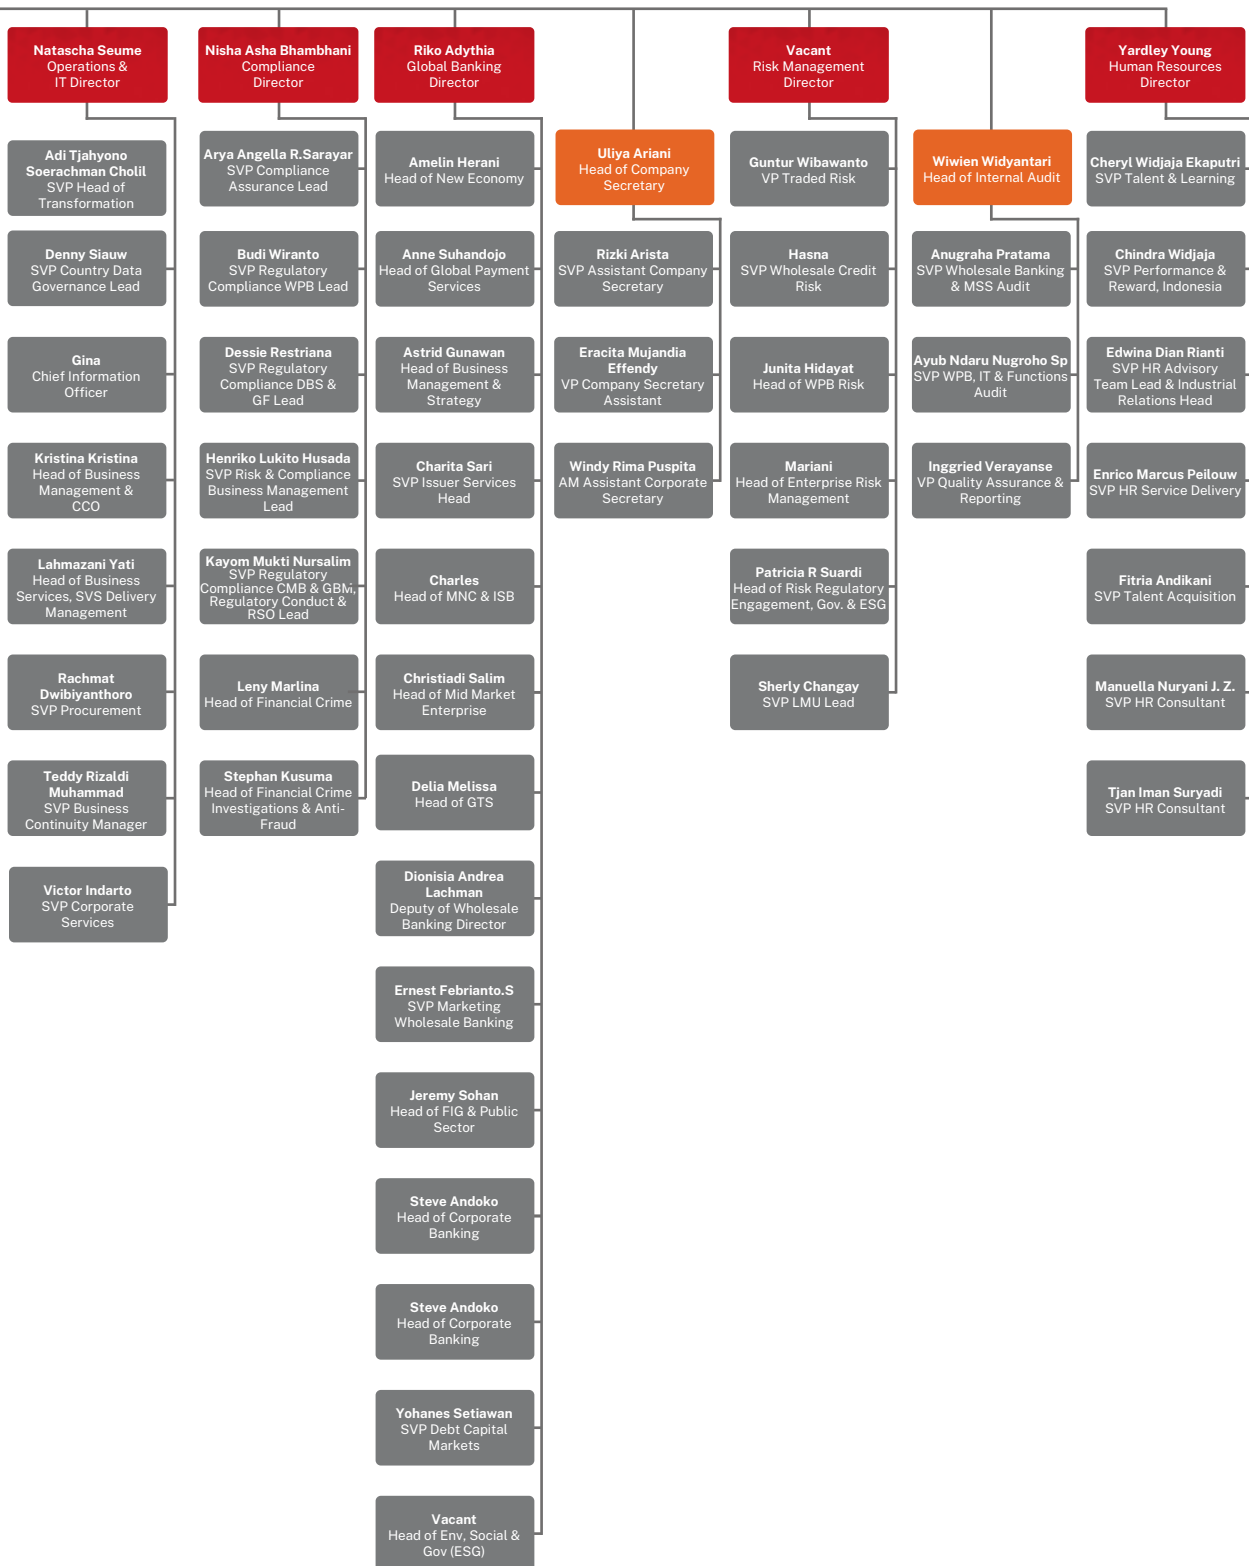 Natascha Seume
Operations &
IT Director
Adi Tjahyono
Soerachman Cholil
SVP Head of
Transformation
Denny Siauw
SVP Country Data
Governance Lead
Gina
Chief Information
Officer
Kristina Kristina
Head of Business
Management &
CCO
Lahmazani Yati
Head of Business
Services, SVS Delivery
Management
Rachmat
Dwibiyanthoro
SVP Procurement
Teddy Rizaldi
Muhammad
SVP Business
Continuity Manager
Victor Indarto
SVP Corporate
Services
Nisha Asha Bhambhani
Compliance
Director
Arya Angella R.Sarayar
SVP Compliance
Assurance Lead
Budi Wiranto
SVP Regulatory
Compliance WPB Lead
Dessie Restriana
SVP Regulatory
Compliance DBS &
GF Lead
Henriko Lukito Husada
SVP Risk & Compliance
Business Management
Lead
Kayom Mukti Nursalim
SVP Regulatory
Compliance CMB & GBM,
Regulatory Conduct &
RSO Lead
Leny Marlina
Head of Financial Crime
Stephan Kusuma
Head of Financial Crime
Investigations & Anti-
Fraud
Riko Adythia
Global Banking
Director
Amelin Herani
Head of New Economy
Anne Suhandojo
Head of Global Payment
Services
Astrid Gunawan
Head of Business
Management &
Strategy
Charita Sari
SVP Issuer Services
Head
Charles
Head of MNC & ISB
Christiadi Salim
Head of Mid Market
Enterprise
Delia Melissa
Head of GTS
Dionisia Andrea
Lachman
Deputy of Wholesale
Banking Director
Ernest Febrianto.S
SVP Marketing
Wholesale Banking
Jeremy Sohan
Head of FIG & Public
Sector
Steve Andoko
Head of Corporate
Banking
Steve Andoko
Head of Corporate
Banking
Yohanes Setiawan
SVP Debt Capital
Markets
Vacant
Head of Env, Social &
Gov (ESG)
Uliya Ariani
Head of Company
Secretary
Rizki Arista
SVP Assistant Company
Secretary
Eracita Mujandia
Effendy
VP Company Secretary
Assistant
Windy Rima Puspita
AM Assistant Corporate
Secretary
Vacant
Risk Management
Director
Guntur Wibawanto
VP Traded Risk
Hasna
SVP Wholesale Credit
Risk
Junita Hidayat
Head of WPB Risk
Mariani
Head of Enterprise Risk
Management
Patricia R Suardi
Head of Risk Regulatory
Engagement, Gov. & ESG
Sherly Changay
SVP LMU Lead
Wiwien Widyantari
Head of Internal Audit
Anugraha Pratama
SVP Wholesale Banking
& MSS Audit
Ayub Ndaru Nugroho Sp
SVP WPB, IT & Functions
Audit
Inggried Verayanse
VP Quality Assurance &
Reporting
Yardley Young
Human Resources
Director
Cheryl Widjaja Ekaputri
SVP Talent & Learning
Chindra Widjaja
SVP Performance &
Reward, Indonesia
Edwina Dian Rianti
SVP HR Advisory
Team Lead & Industrial
Relations Head
Enrico Marcus Peilouw
SVP HR Service Delivery
Fitria Andikani
SVP Talent Acquisition
Manuella Nuryani J. Z.
SVP HR Consultant
Tjan Iman Suryadi
SVP HR Consultant